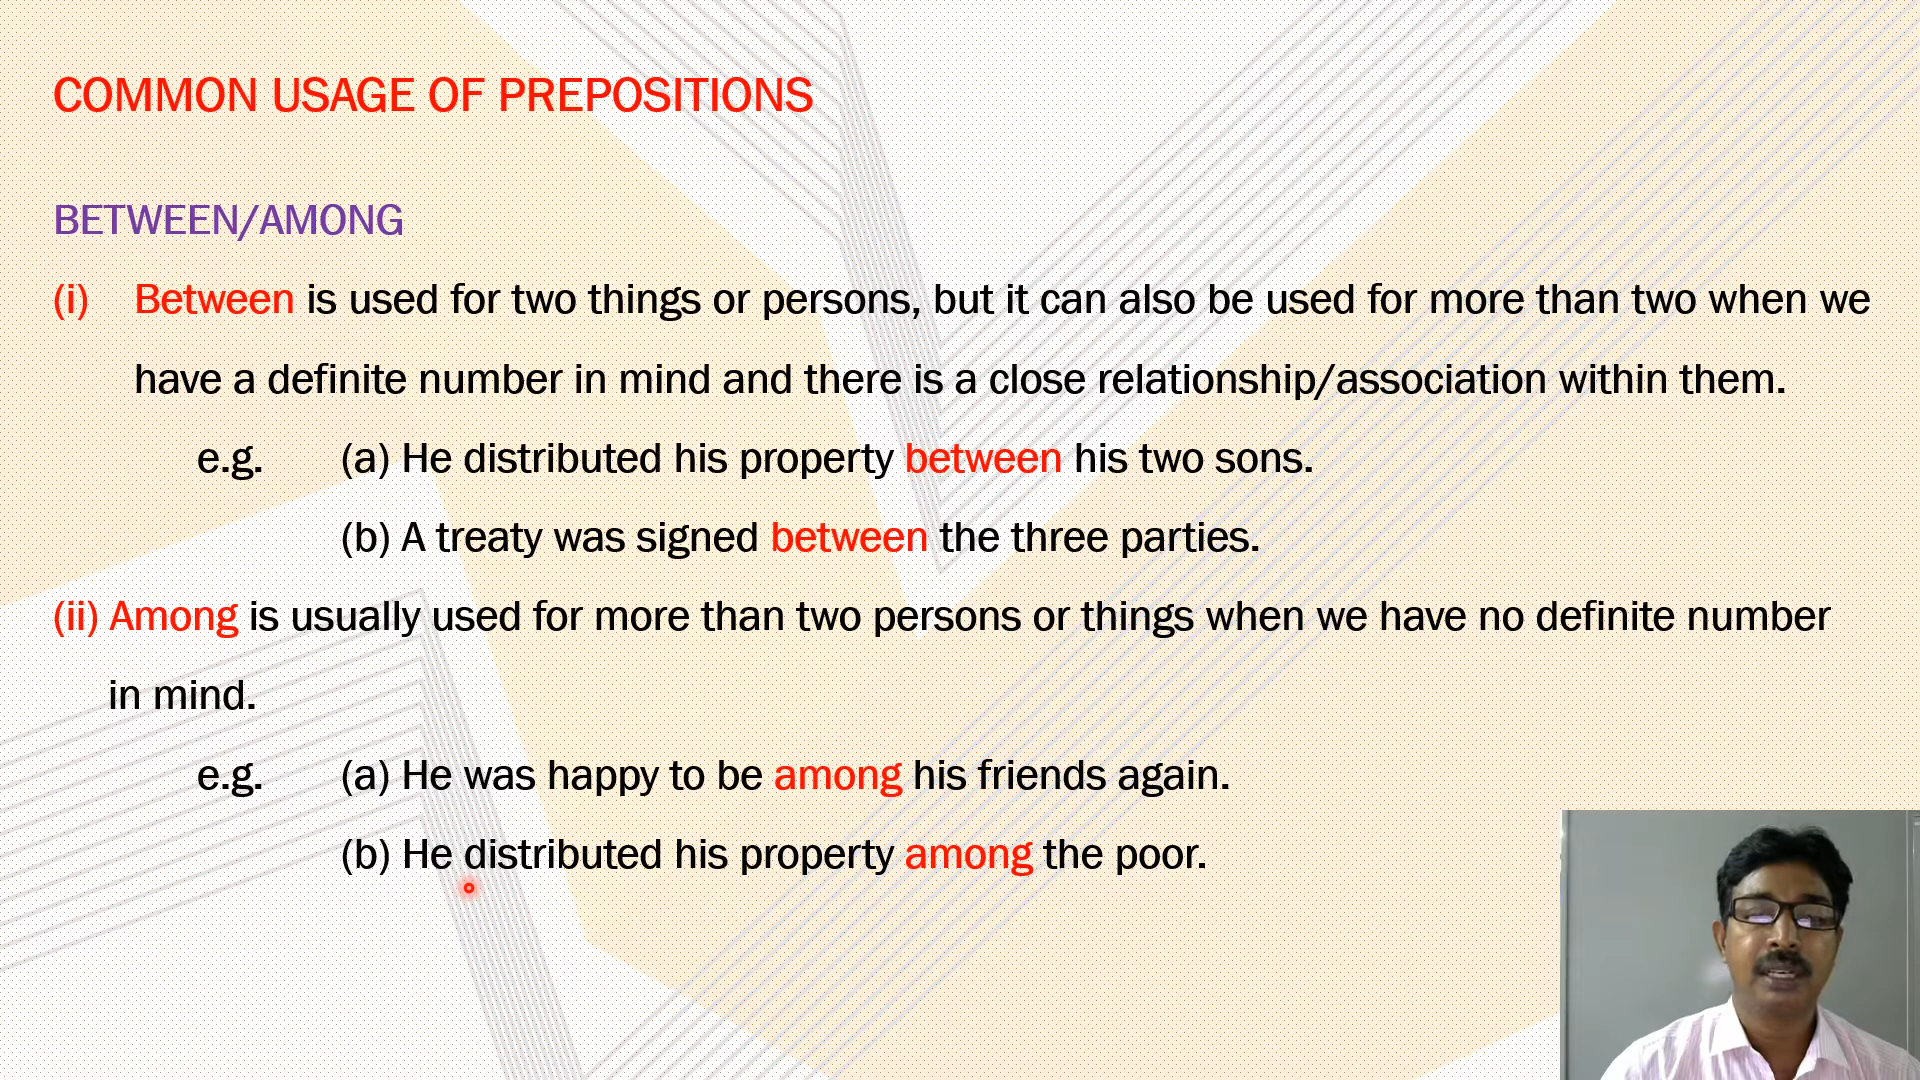 COMMON USAGE OF PREPOSITIONS
BETWEEN/AMONG
(i) Between is used for two things or persons, but it can also be used for more than two when we
have a definite number in mind and there is a close relationship/association within them.
e.g. (a) He distributed his property between his two sons.
(b) A treaty was signed between the three parties.
(ii) Among is usually used for more than two persons or things when we have no definite number
in mind.
e.g. (a) He was happy to be among his friends again.
(b) He distributed his property among the poor.